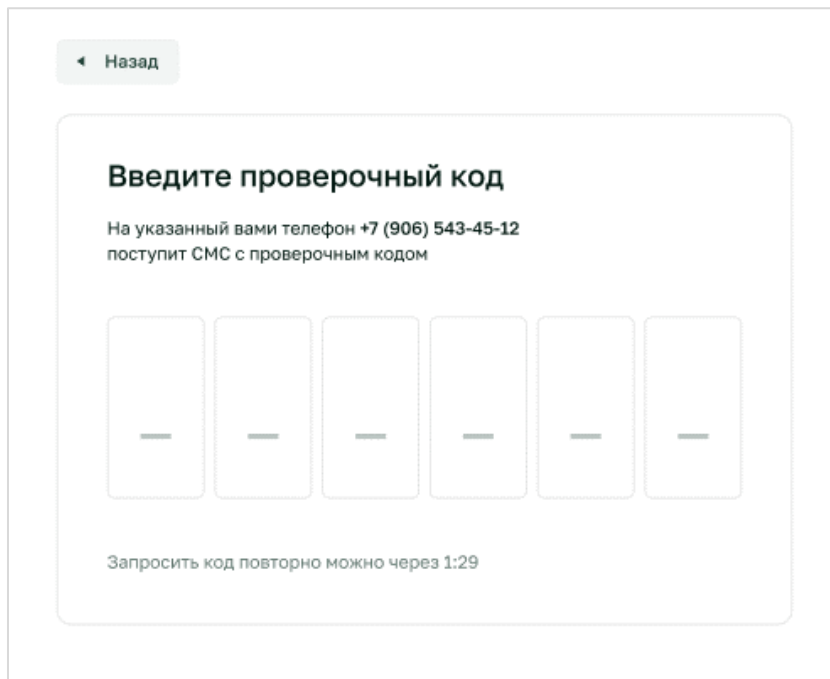 Назад
Введите проверочный код
На указанный вами телефон +7 (906) 543-45-12
поступит СМС с проверочным кодом
Запросить код повторно можно через 1:29